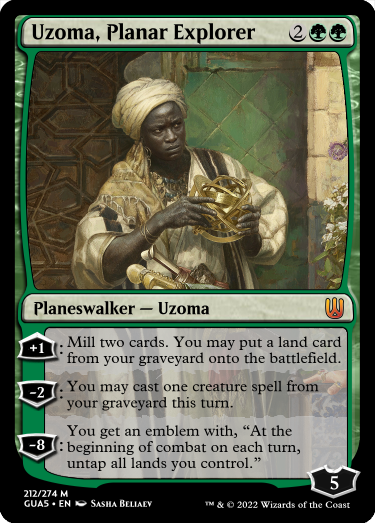 Uzoma, Planar Explorer 2
Planeswalker — Uzoma
+1: Mill two cards. You may put a land card
from your graveyard onto the battlefield.
-2: You may cast one creature spell from
your graveyard this turn.
-8: You get an emblem with, “At the
beginning of combat on each turn,
untap all lands you control.”
5
212/274 M
GUA5 • EN Sasha Beliaev
™ & © 2022 Wizards of the Coast